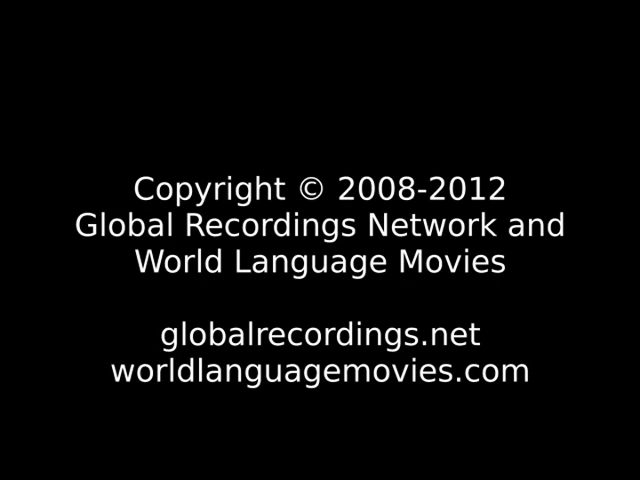 Copyright © 2008-2012
Global Recordings Network and
World Language Movies
globalrecordings.net
worldlanguagemovies.com